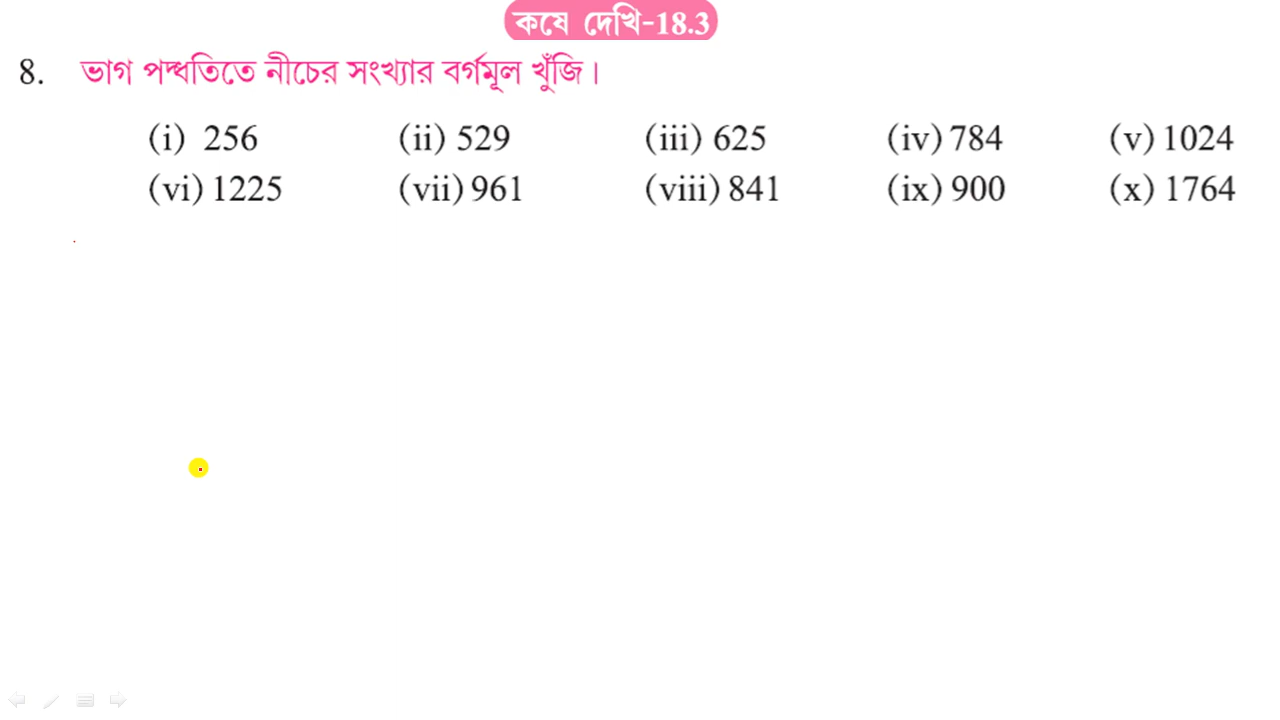 কষে দেখি-18.3
8. ভাগ পদ্ধতিতে নীচের সংখ্যার বর্গমূল খুঁজি।
(i) 256 (ii) 529 (iii) 625 (iv) 784 (v) 1024
(vi) 1225 (vii) 961 (viii) 841 (ix) 900 (x) 1764